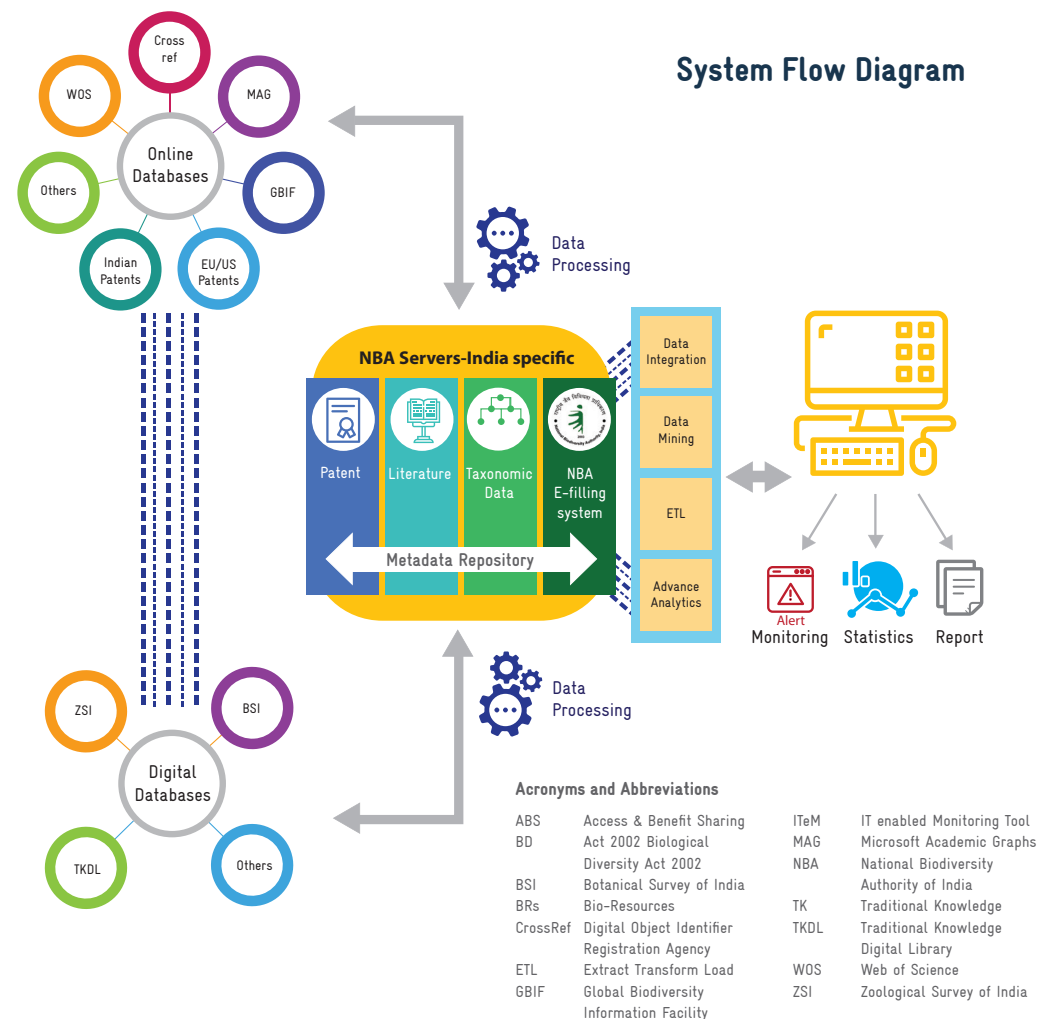 System Flow Diagram
Cross
ref
WOS
MAG
Online
Databases
Others
GBIF
Indian
Patents
EU/US
Patents
Data
Processing
NBA Servers-India specific
Patent
Literature
Taxonomic
Data
NBA
E-filling
system
Metadata Repository
Data
Integration
Data
Mining
ETL
Advance
Analytics
Alert
Monitoring
Statistics
Report
Data
Processing
ZSI
BSI
Digital
Databases
TKDL
Others
Acronyms and Abbreviations
ABS Access & Benefit Sharing
BD Act 2002 Biological
Diversity Act 2002
BSI Botanical Survey of India
BRs Bio-Resources
CrossRef Digital Object Identifier
Registration Agency
ETL Extract Transform Load
GBIF Global Biodiversity
Information Facility
ITeM IT enabled Monitoring Tool
MAG Microsoft Academic Graphs
NBA National Biodiversity
Authority of India
TK Traditional Knowledge
TKDL Traditional Knowledge
Digital Library
WOS Web of Science
ZSI Zoological Survey of India